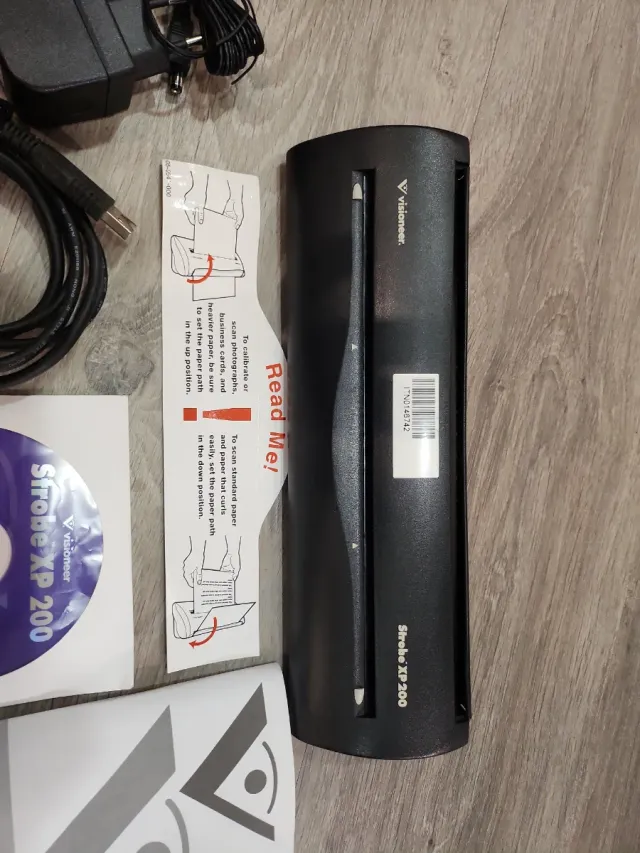 visioneer.
Strobe XP 200
ITN0148742
Read Me!
To calibrate or
scan photographs,
business cards, and
heavier paper, be sure
to set the paper path
in the up position.
!
To scan standard paper
and paper that curls
easily, set the paper path
in the down position.
visioneer
Strobe XP 200